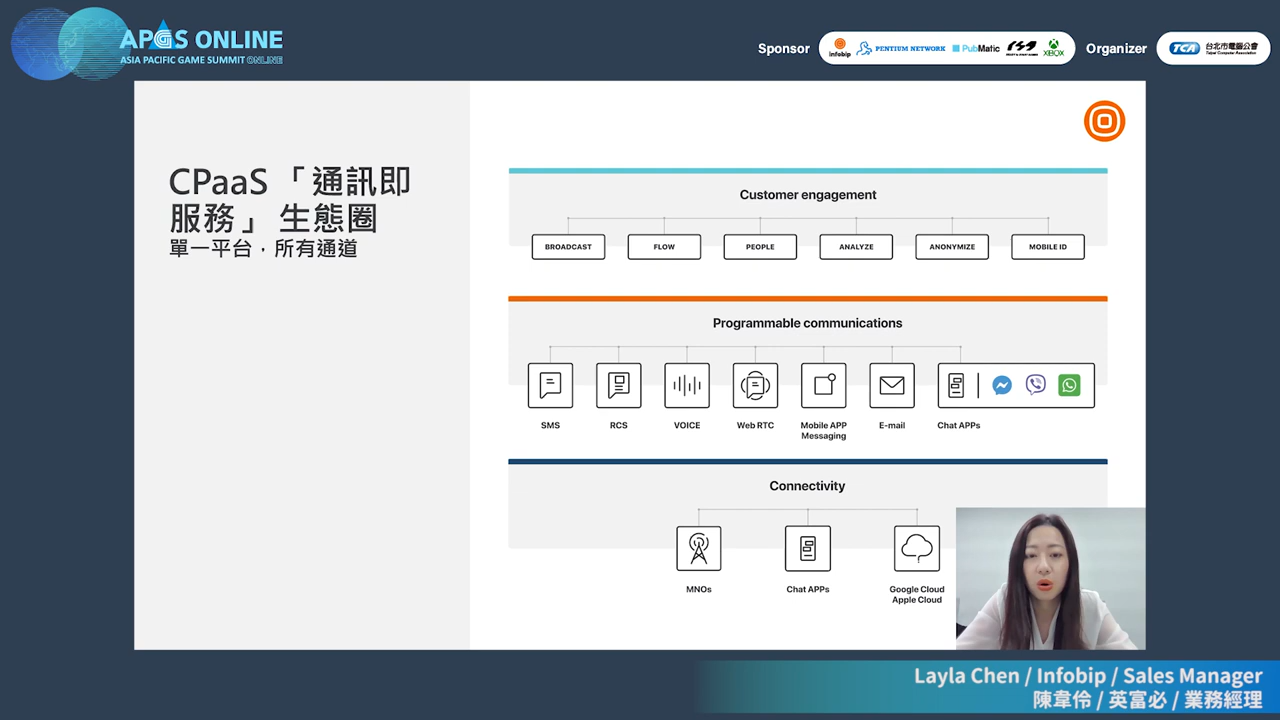 APGS ONLINE
ASIA PACIFIC GAME SUMMIT ONLINE
Sponsor
infobip
PENTIUM NETWORK
PubMatic
XBOX
Organizer
TCA
台北市電腦公會
Taipei Computer Association
CPaaS「通訊即
服務」生態圈
單一平台，所有通道
Customer engagement
BROADCAST
FLOW
PEOPLE
ANALYZE
ANONYMIZE
MOBILE ID
Programmable communications
SMS
RCS
VOICE
Web RTC
Mobile APP
Messaging
E-mail
Chat APPs
Connectivity
MNOs
Chat APPs
Google Cloud
Apple Cloud
Layla Chen / Infobip / Sales Manager
陳韋伶 / 英富必 / 業務經理